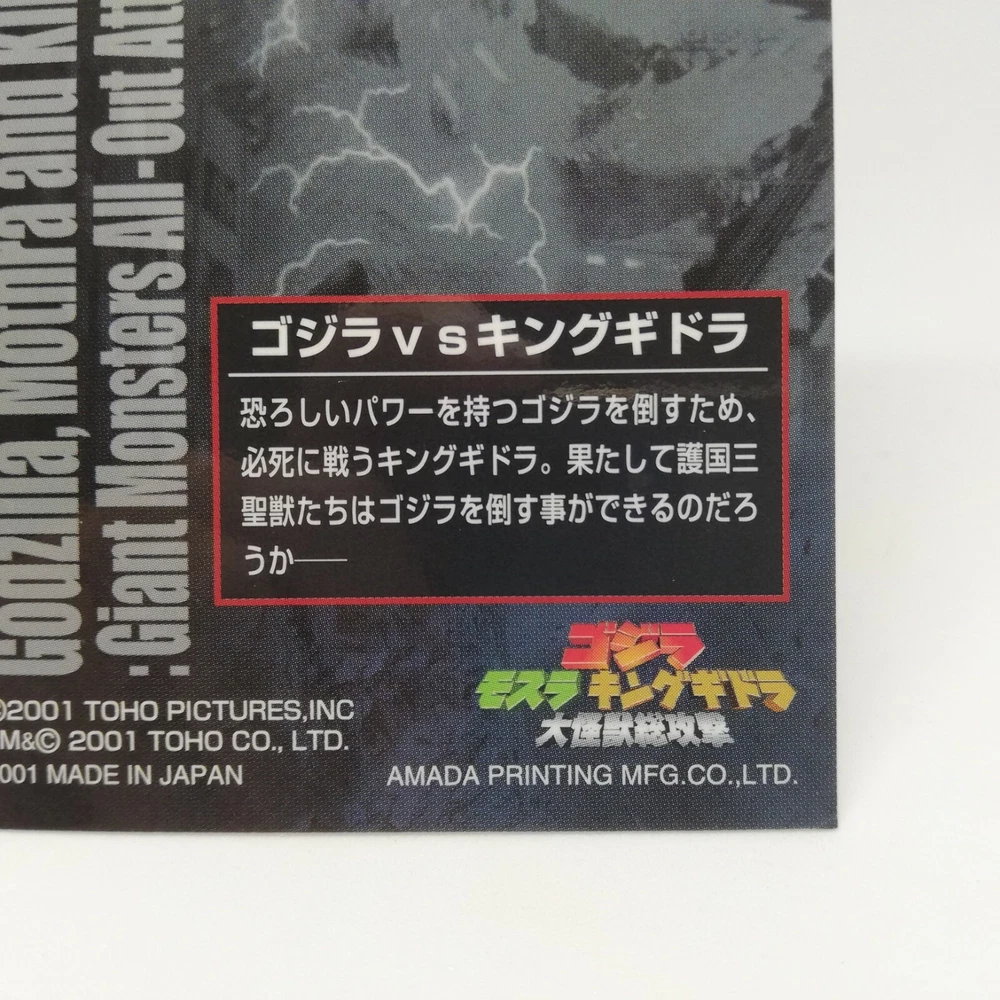 Godzilla, Mothra and
: Giant Monsters All-Out
ゴジラｖｓキングギドラ
恐ろしいパワーを持つゴジラを倒すため、
必死に戦うキングギドラ。果たして護国三
聖獣たちはゴジラを倒す事ができるのだろ
うか──
ゴジラ
モスラ キングギドラ
大怪獣総攻撃
©2001 TOHO PICTURES,INC
M&© 2001 TOHO CO., LTD.
001 MADE IN JAPAN
AMADA PRINTING MFG.CO.,LTD.